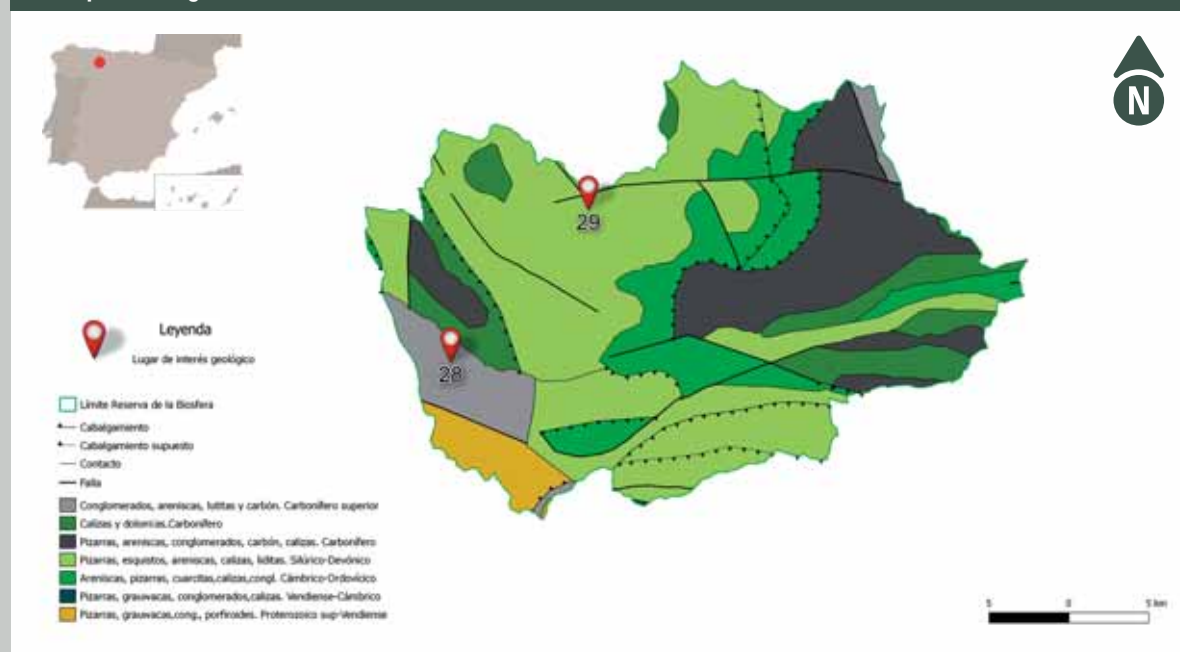 N
29
28
Leyenda
Lugar de interés geológico
Límite Reserva de la Biosfera
Cabalgamiento
Cabalgamiento supuesto
Contacto
Falla
Conglomerados, areniscas, lutitas y carbón. Carbonífero superior
Calizas y dolomias.Carbonífero
Pizarras, areniscas, conglomerados, carbón, calizas. Carbonífero
Pizarras, esquistos, areniscas, calizas, liditas. Silúrico-Devónico
Areniscas, pizarras, cuarcitas,calizas,congl. Cámbrico-Ordovícico
Pizarras, grauvacas, conglomerados,calizas. Vendiense-Cámbrico
Pizarras, grauvacas,cong., porfiroides. Proterozoico sup-Vendiense
5 0 5 km